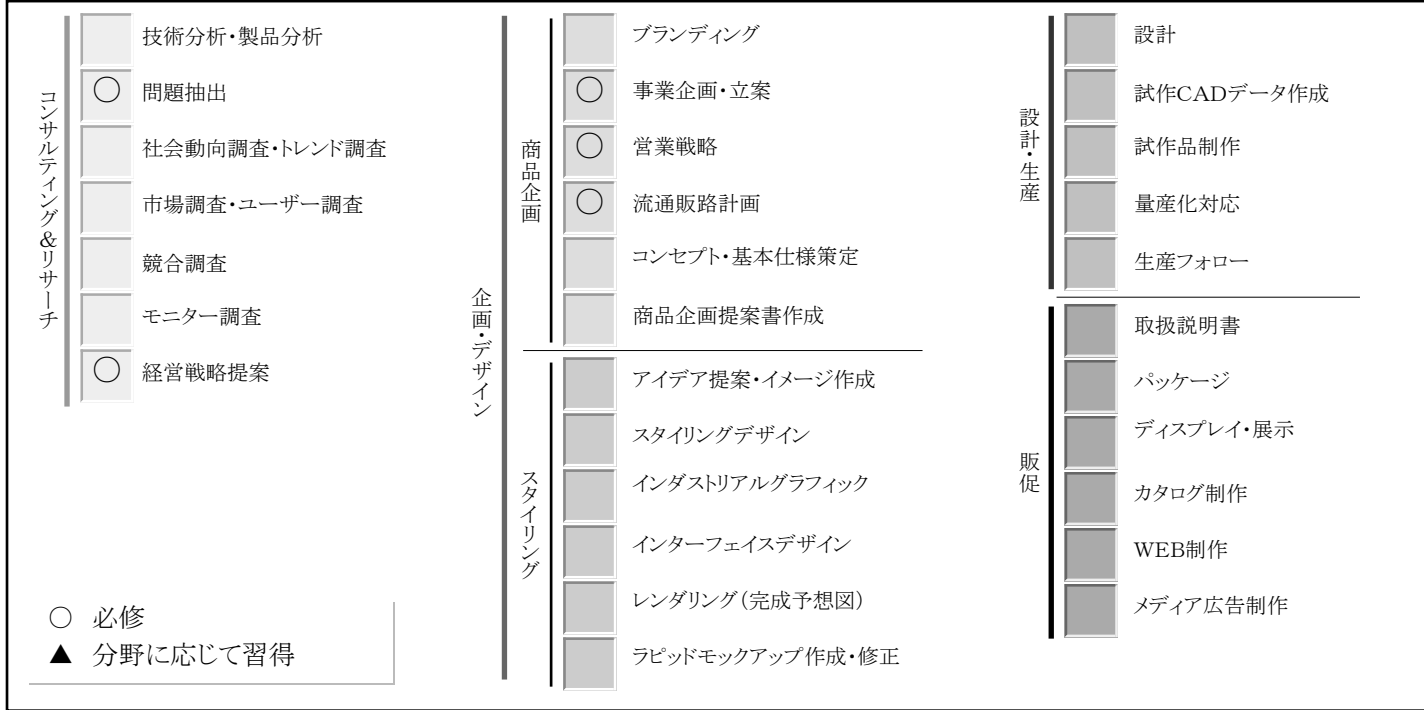 コンサルティング&リサーチ
技術分析・製品分析
○ 問題抽出
社会動向調査・トレンド調査
市場調査・ユーザー調査
競合調査
モニター調査
○ 経営戦略提案
企画・デザイン
商品企画
ブランディング
○ 事業企画・立案
○ 営業戦略
○ 流通販路計画
コンセプト・基本仕様策定
商品企画提案書作成
スタイリング
アイデア提案・イメージ作成
スタイリングデザイン
インダストリアルグラフィック
インターフェイスデザイン
レンダリング(完成予想図)
ラピッドモックアップ作成・修正
設計・生産
設計
試作CADデータ作成
試作品制作
量産化対応
生産フォロー
販促
取扱説明書
パッケージ
ディスプレイ・展示
カタログ制作
WEB制作
メディア広告制作
○ 必修
▲ 分野に応じて習得